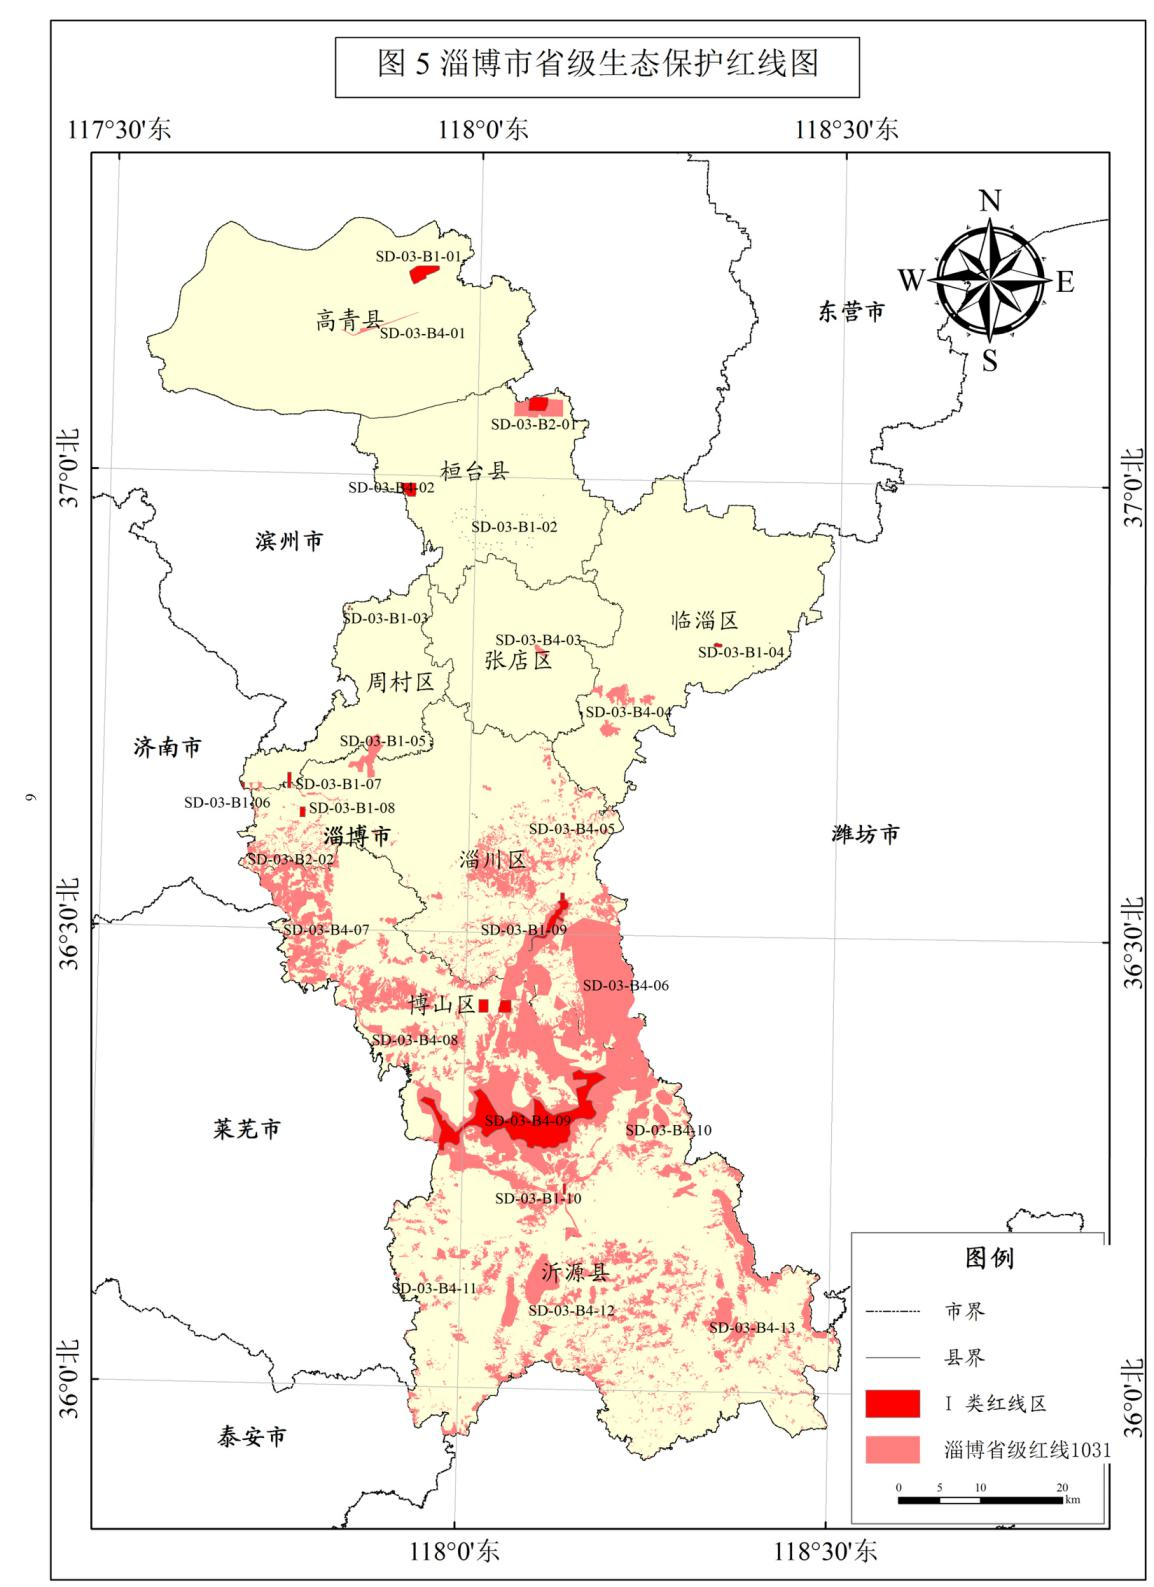 图 5 淄博市省级生态保护红线图
117°30'东
118°0'东
118°30'东
N
W
E
S
东营市
SD-03-B1-01
高青县
SD-03-B4-01
SD-03-B2-01
37°0'北
37°0'北
桓台县
SD-03-B4-02
SD-03-B1-02
滨州市
SD-03-B1-03
临淄区
SD-03-B4-03
SD-03-B1-04
张店区
周村区
SD-03-B4-04
济南市
SD-03-B1-05
SD-03-B1-07
SD-03-B1-06
SD-03-B1-08
淄博市
SD-03-B4-05
潍坊市
SD-03-B2-02
淄川区
36°30'北
36°30'北
SD-03-B4-07
SD-03-B1-09
SD-03-B4-06
博山区
SD-03-B4-08
SD-03-B4-09
SD-03-B4-10
莱芜市
SD-03-B1-10
沂源县
SD-03-B4-11
SD-03-B4-12
SD-03-B4-13
36°0'北
36°0'北
泰安市
图例
市界
县界
I 类红线区
淄博省级红线1031
0 5 10 20
km
118°0'东
118°30'东
9